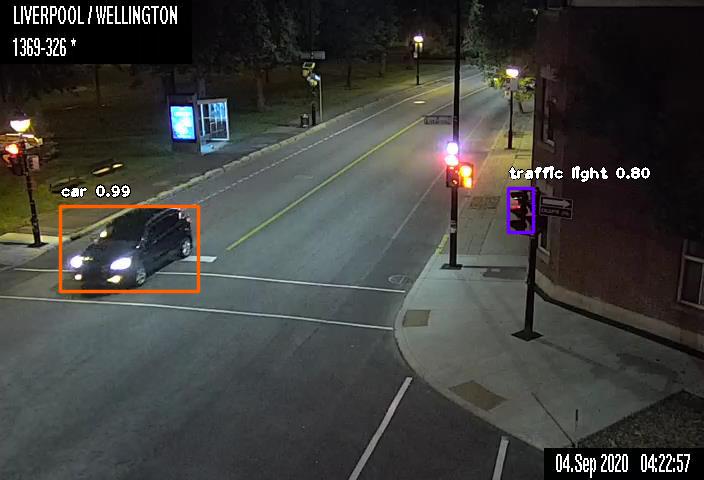 LIVERPOOL / WELLINGTON
1369-326 *
car 0.99
traffic light 0.80
04.Sep 2020 04:22:57